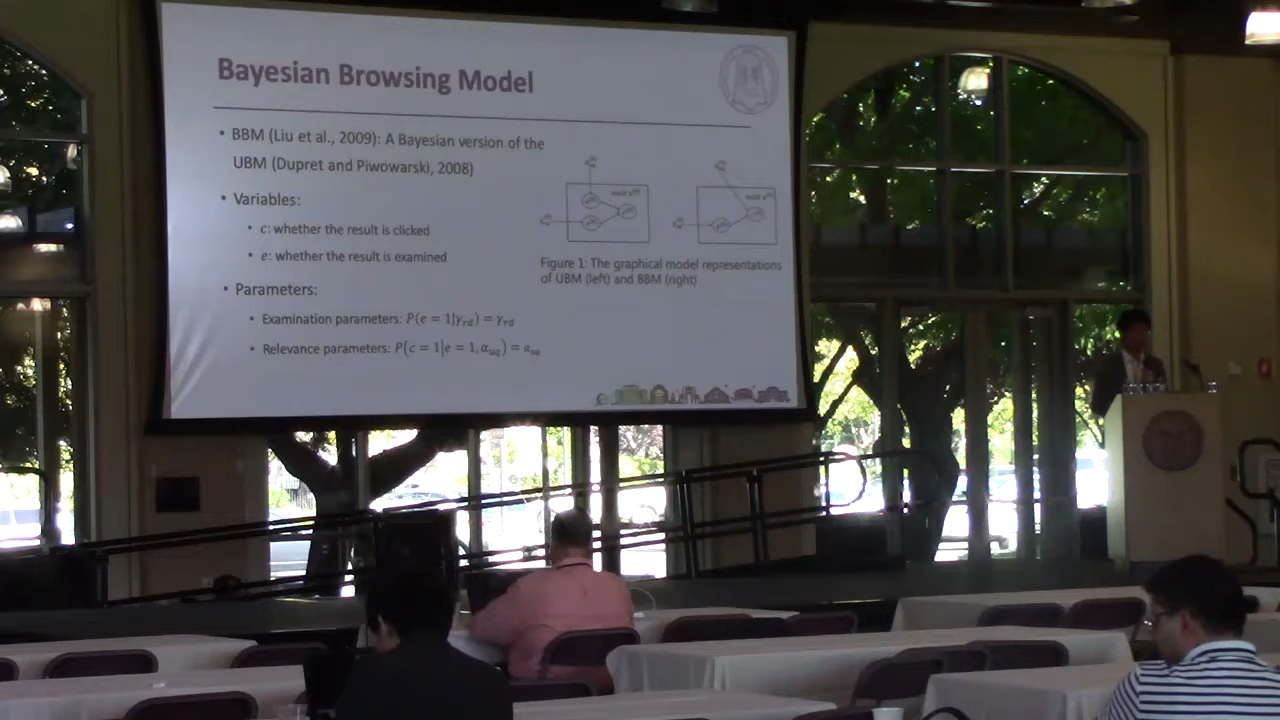 Bayesian Browsing Model
• BBM (Liu et al., 2009): A Bayesian version of the
UBM (Dupret and Piwowarski, 2008)
• Variables:
• c: whether the result is clicked
• e: whether the result is examined
• Parameters:
• Examination parameters: P(e = 1|γrd) = γrd
• Relevance parameters: P(c = 1|e = 1, αuq) = αuq
Figure 1: The graphical model representations
of UBM (left) and BBM (right)